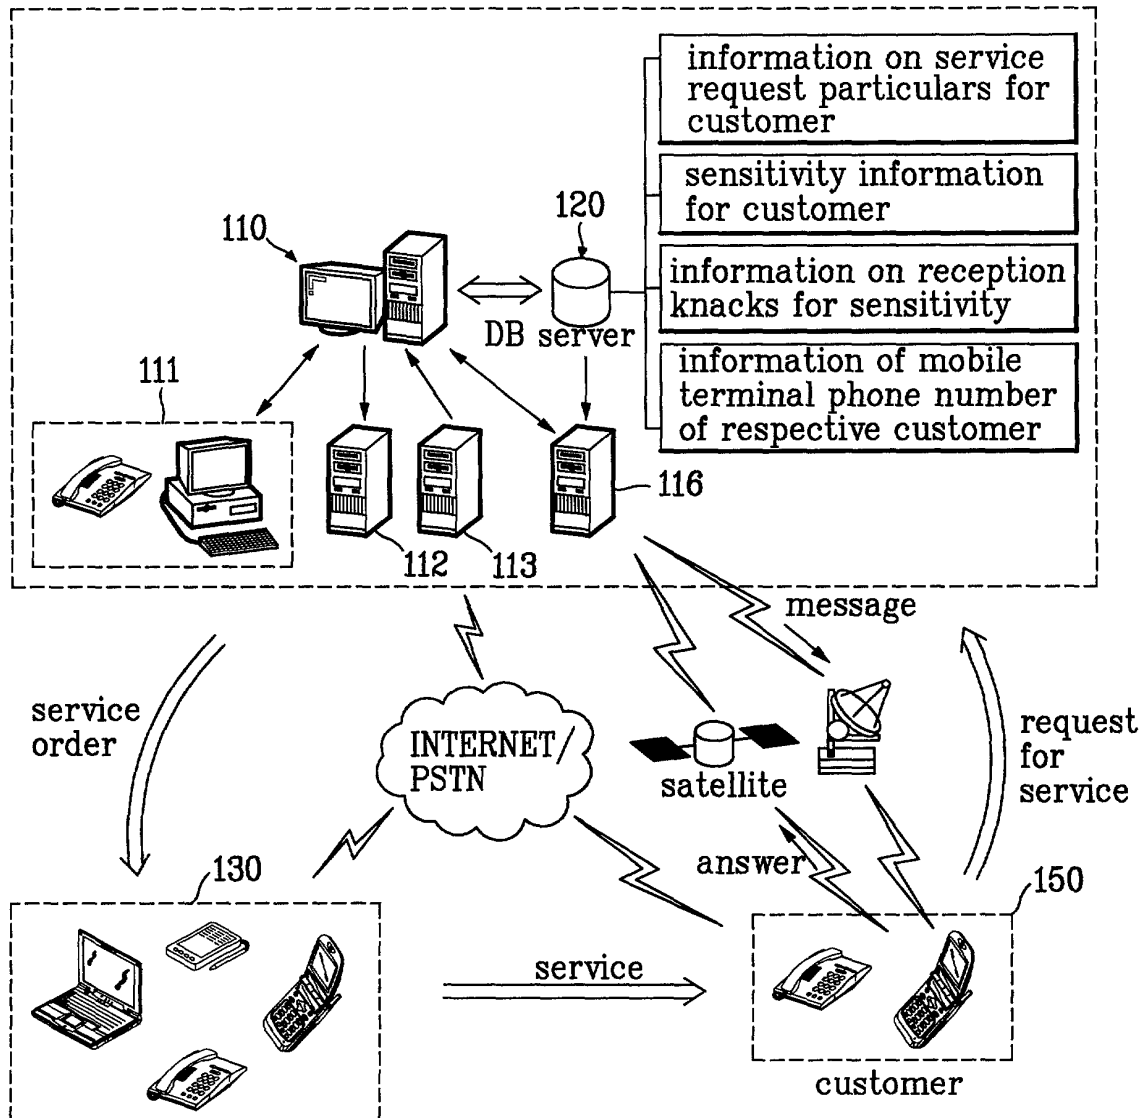 information on service
request particulars for
customer
sensitivity information
for customer
120
110
information on reception
knacks for sensitivity
DB server
information of mobile
terminal phone number
of respective customer
111
116
112
113
message
service
order
INTERNET/
PSTN
satellite
request
for
service
answer
130
150
service
customer